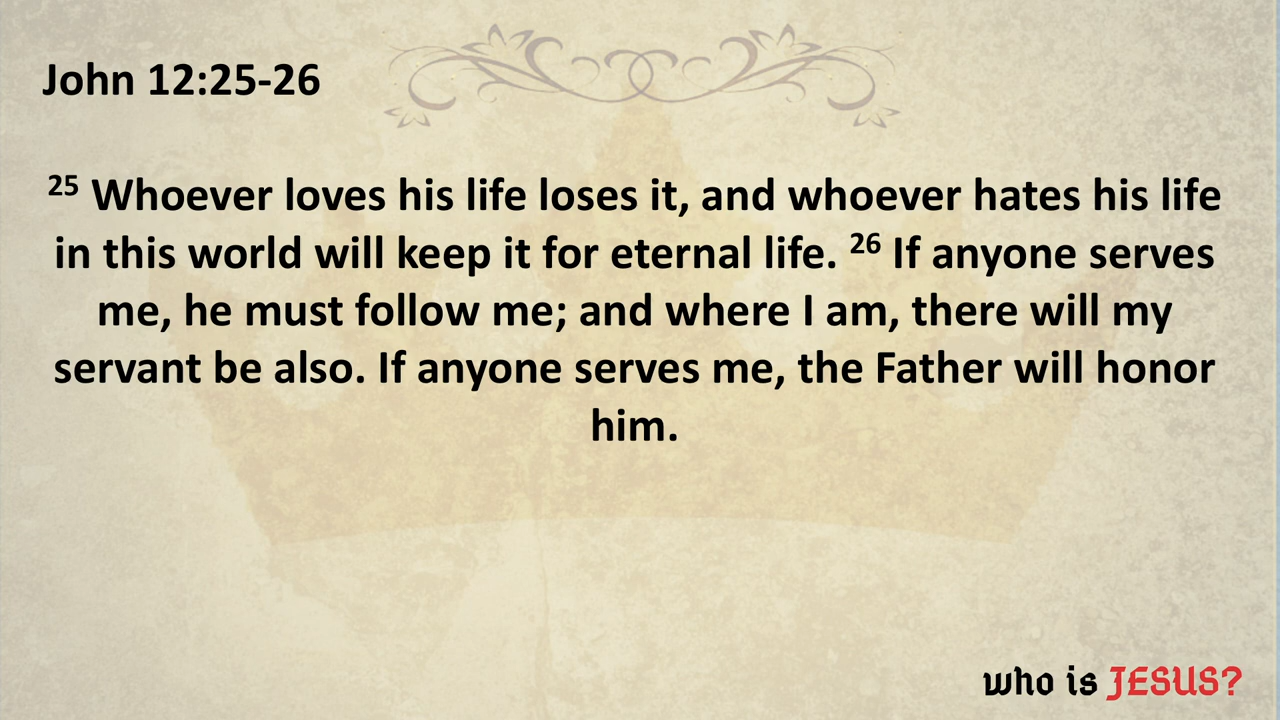 John 12:25-26
25 Whoever loves his life loses it, and whoever hates his life
in this world will keep it for eternal life. 26 If anyone serves
me, he must follow me; and where I am, there will my
servant be also. If anyone serves me, the Father will honor
him.
who is JESUS?